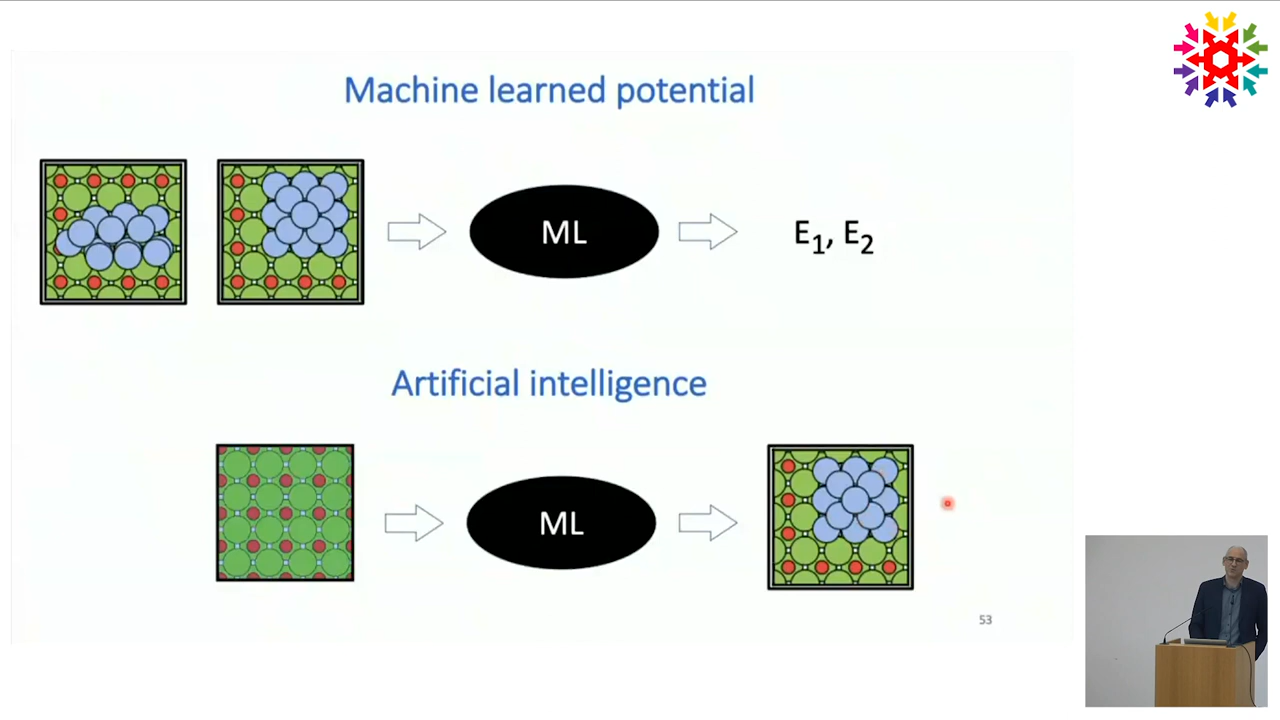 Machine learned potential
ML
E1, E2
Artificial intelligence
ML
53